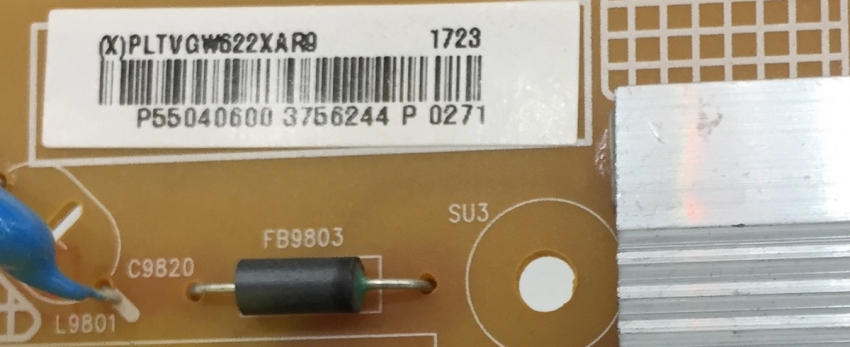 (X)PLTVGW622XAR9 1723
P55040600 3756244 P 0271
SU3
FB9803
C9820
L9801